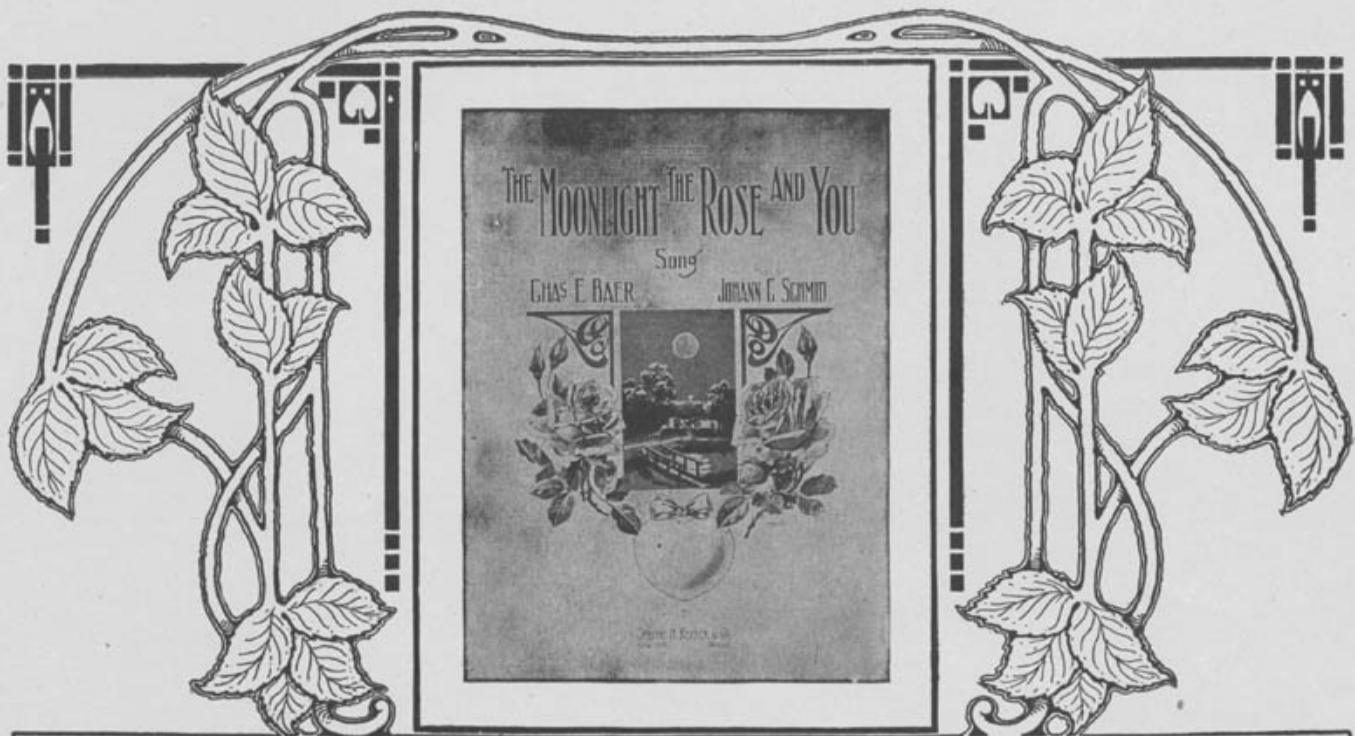 THE MOONLIGHT THE ROSE AND YOU
Song
CHAS E. BAER JOHANN C. SCHMID